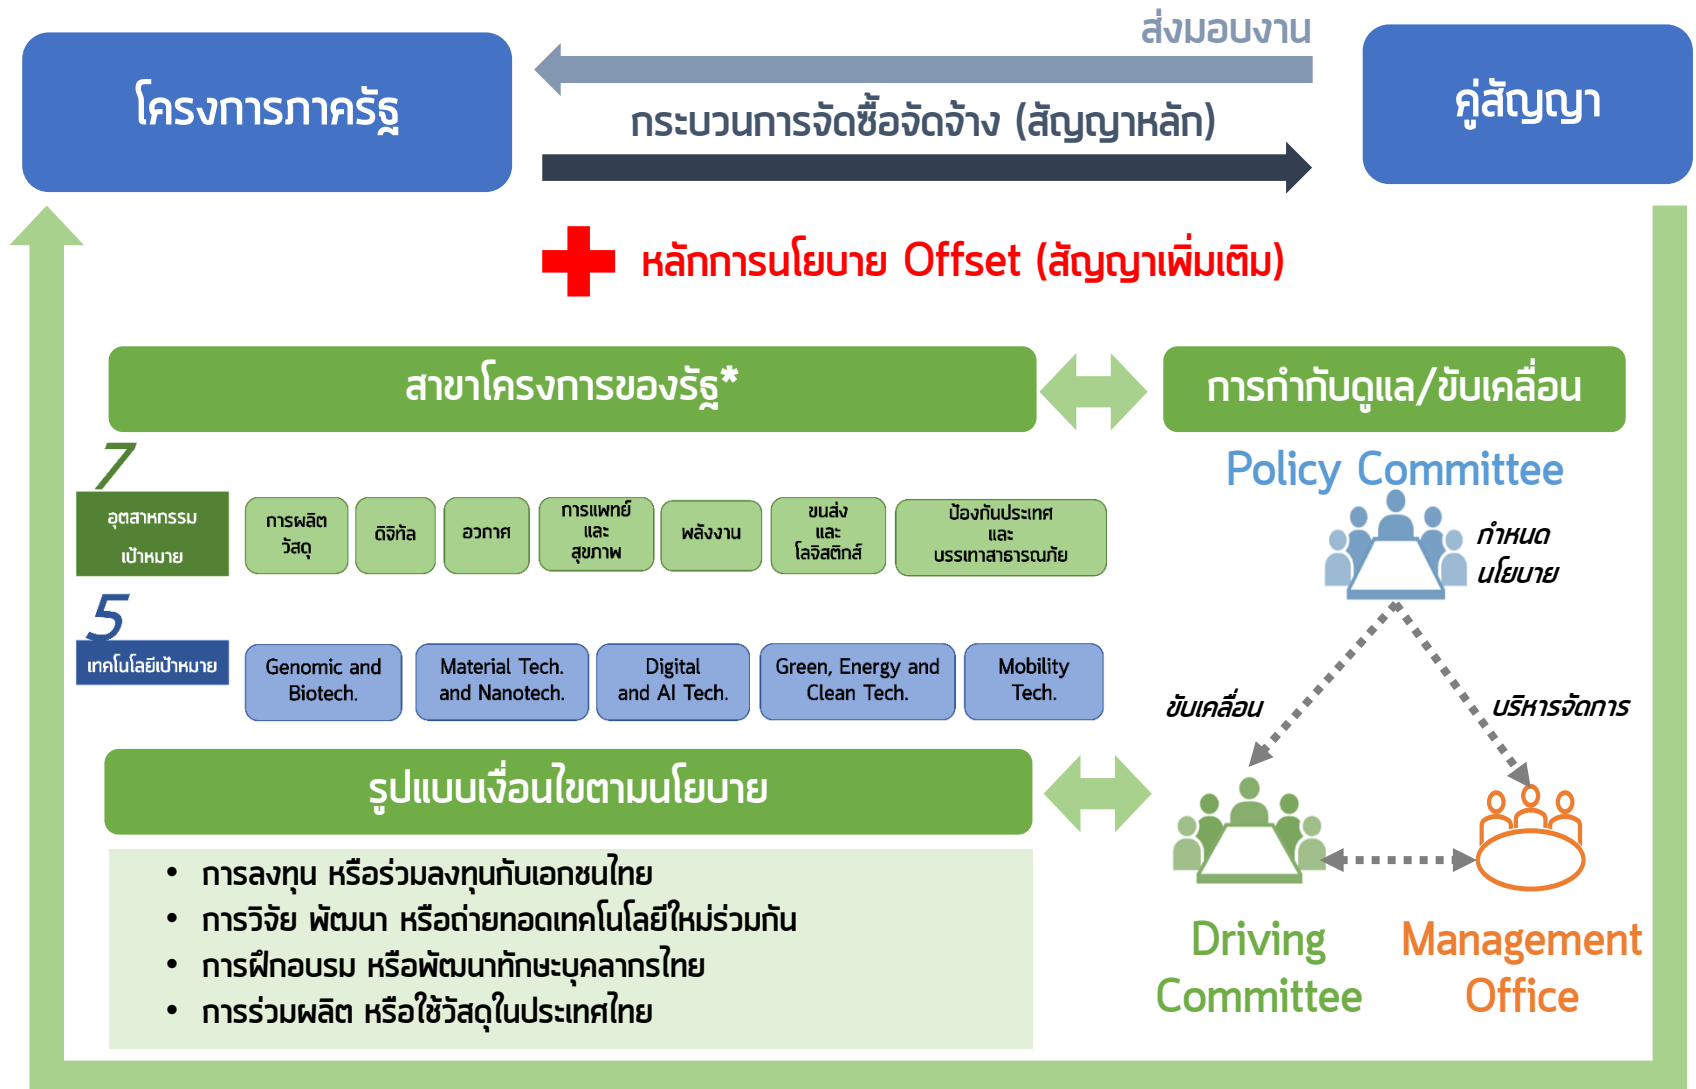 ส่งมอบงาน
โครงการภาครัฐ
คู่สัญญา
กระบวนการจัดซื้อจัดจ้าง (สัญญาหลัก)
หลักการนโยบาย Offset (สัญญาเพิ่มเติม)
สาขาโครงการของรัฐ*
การกำกับดูแล/ขับเคลื่อน
7
อุตสาหกรรม
เป้าหมาย
การผลิต
วัสดุ
ดิจิทัล
อวกาศ
การแพทย์
และ
สุขภาพ
พลังงาน
ขนส่ง
และ
โลจิสติกส์
ป้องกันประเทศ
และ
บรรเทาสาธารณภัย
Policy Committee
กำหนด
นโยบาย
5
เทคโนโลยีเป้าหมาย
Genomic and
Biotech.
Material Tech.
and Nanotech.
Digital
and AI Tech.
Green, Energy and
Clean Tech.
Mobility
Tech.
ขับเคลื่อน
บริหารจัดการ
รูปแบบเงื่อนไขตามนโยบาย
• การลงทุน หรือร่วมลงทุนกับเอกชนไทย
• การวิจัย พัฒนา หรือถ่ายทอดเทคโนโลยีใหม่ร่วมกัน
• การฝึกอบรม หรือพัฒนาทักษะบุคลากรไทย
• การร่วมผลิต หรือใช้วัสดุในประเทศไทย
Driving
Committee
Management
Office